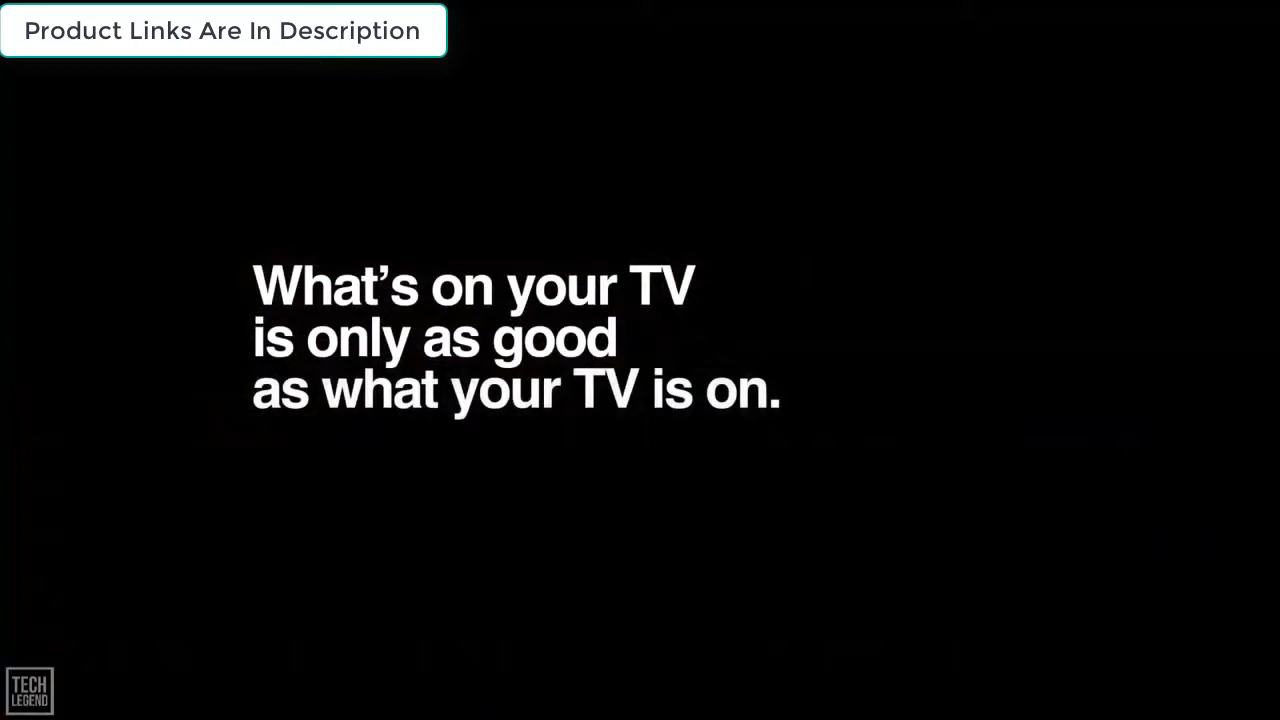 Product Links Are In Description
What’s on your TV
is only as good
as what your TV is on.
TECH
LEGEND